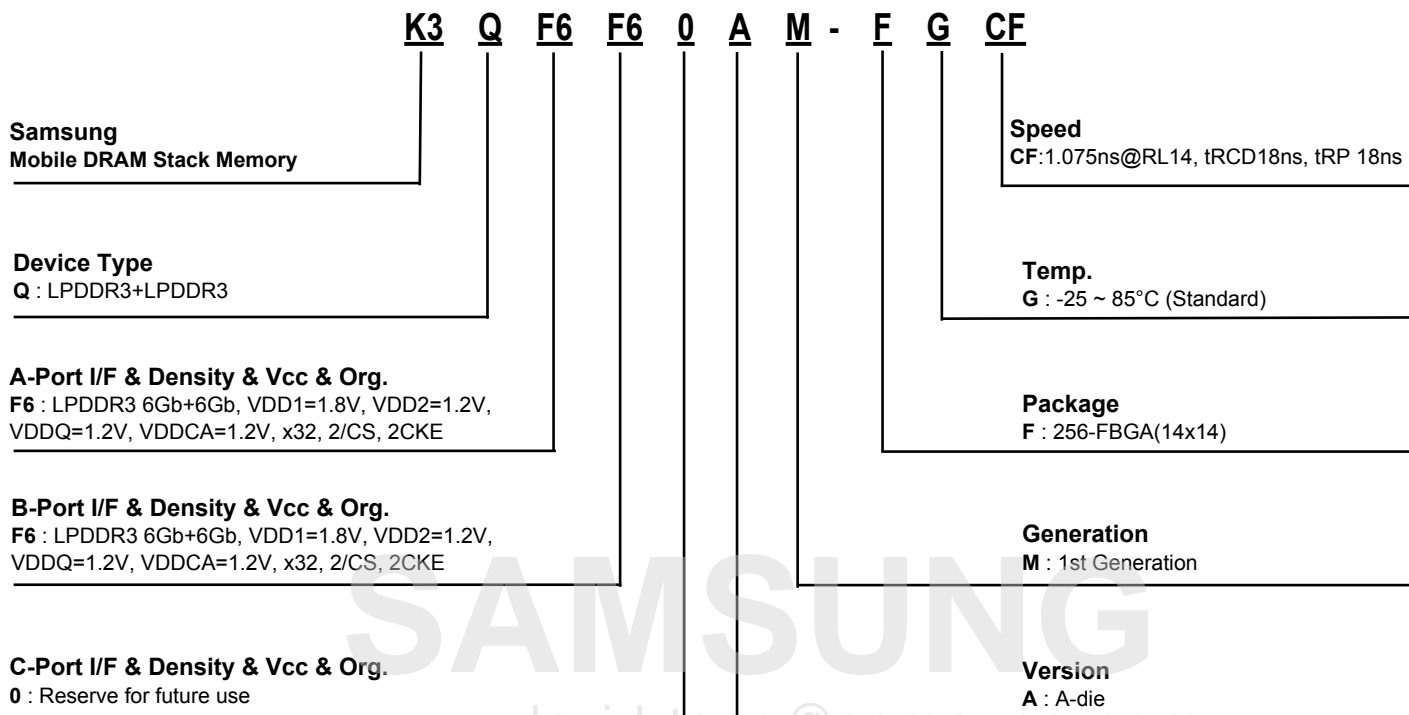 K3 Q F6 F6 0 A M - F G CF
Samsung
Mobile DRAM Stack Memory
Device Type
Q : LPDDR3+LPDDR3
A-Port I/F & Density & Vcc & Org.
F6 : LPDDR3 6Gb+6Gb, VDD1=1.8V, VDD2=1.2V,
VDDQ=1.2V, VDDCA=1.2V, x32, 2/CS, 2CKE
B-Port I/F & Density & Vcc & Org.
F6 : LPDDR3 6Gb+6Gb, VDD1=1.8V, VDD2=1.2V,
VDDQ=1.2V, VDDCA=1.2V, x32, 2/CS, 2CKE
C-Port I/F & Density & Vcc & Org.
0 : Reserve for future use
Speed
CF:1.075ns@RL14, tRCD18ns, tRP 18ns
Temp.
G : -25 ~ 85°C (Standard)
Package
F : 256-FBGA(14x14)
Generation
M : 1st Generation
Version
A : A-die
SAMSUNG